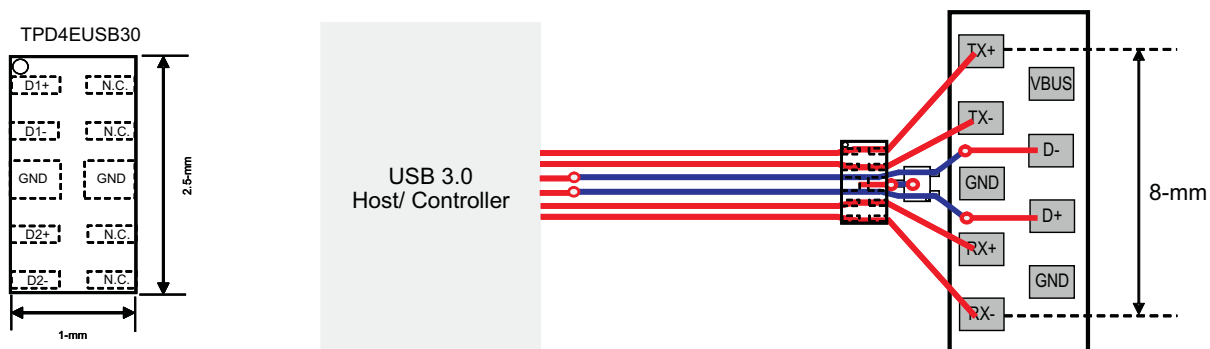 TPD4EUSB30
D1+ N.C.
D1- N.C.
GND GND
D2+ N.C.
D2- N.C.
2.5-mm
1-mm
USB 3.0
Host/ Controller
TX+
VBUS
TX-
D-
GND
D+
RX+
GND
RX-
8-mm